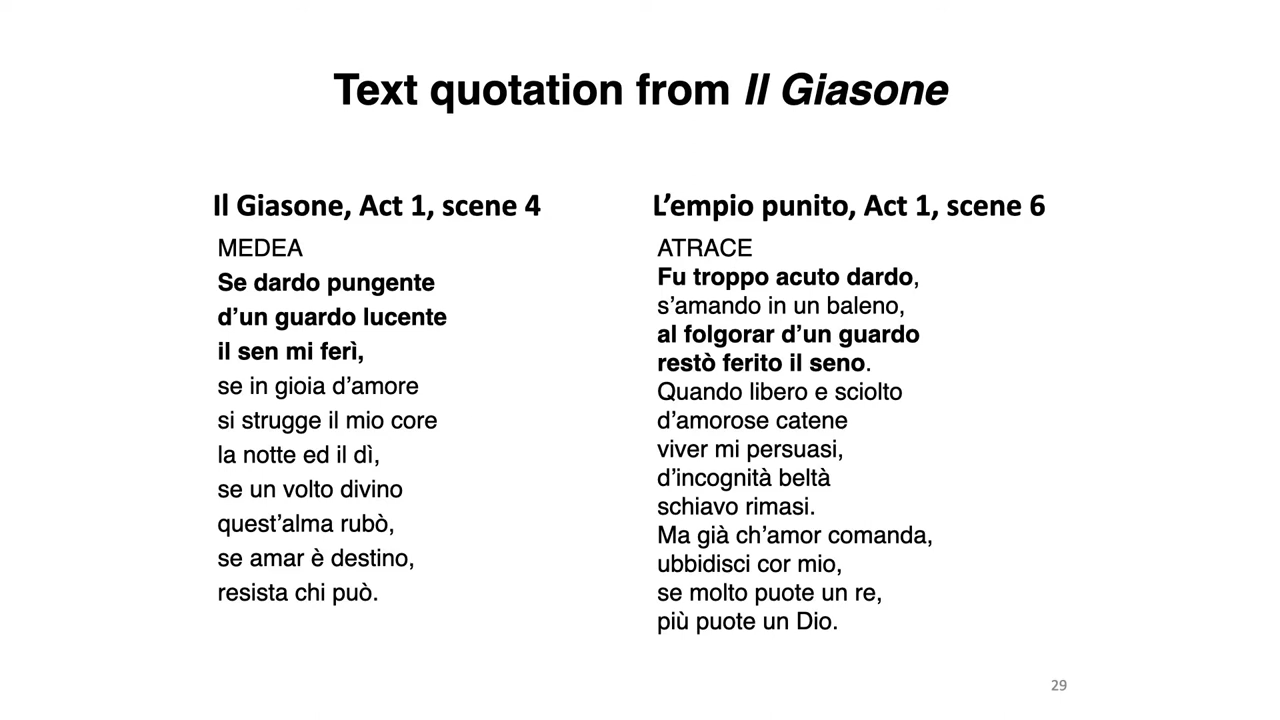 Text quotation from Il Giasone
Il Giasone, Act 1, scene 4
MEDEA
Se dardo pungente
d’un guardo lucente
il sen mi ferì,
se in gioia d’amore
si strugge il mio core
la notte ed il dì,
se un volto divino
quest’alma rubò,
se amar è destino,
resista chi può.
L’empio punito, Act 1, scene 6
ATRACE
Fu troppo acuto dardo,
s’amando in un baleno,
al folgorar d’un guardo
restò ferito il seno.
Quando libero e sciolto
d’amorose catene
viver mi persuasi,
d’incognità beltà
schiavo rimasi.
Ma già ch’amor comanda,
ubbidisci cor mio,
se molto puote un re,
più puote un Dio.
29